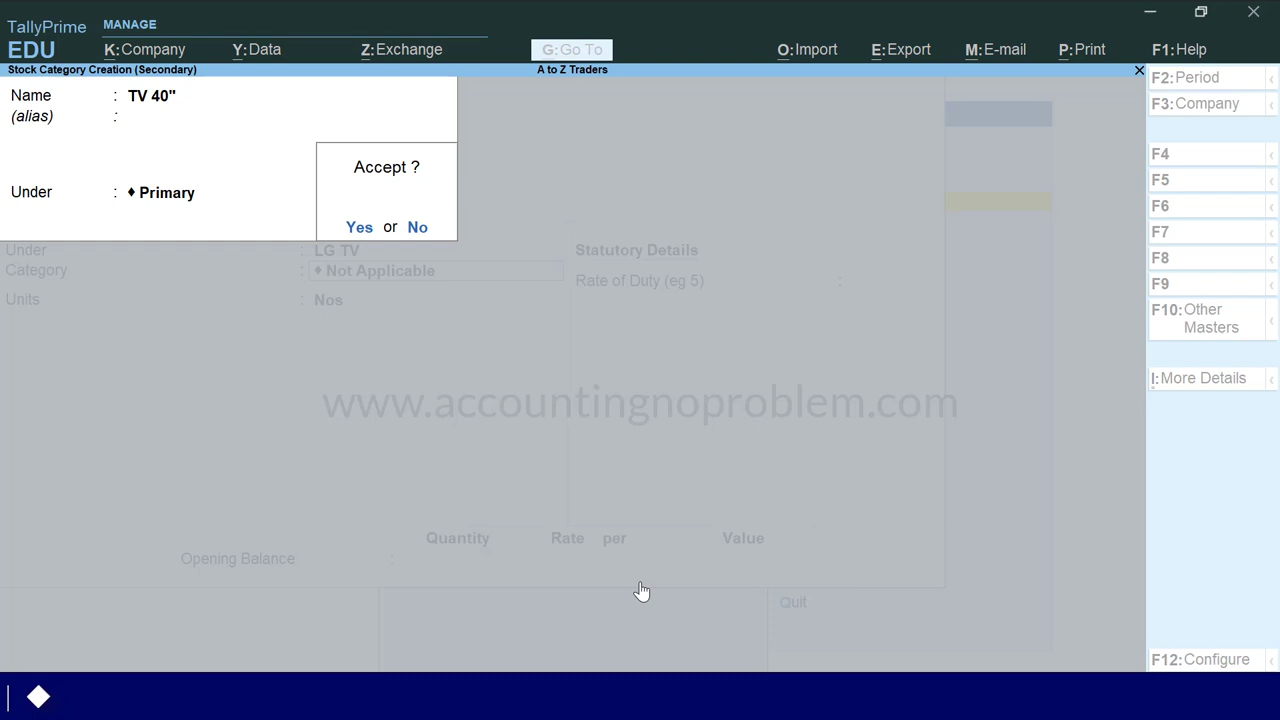 TallyPrime
MANAGE
EDU
K:Company
Y:Data
Z:Exchange
G:Go To
O:Import
E:Export
M:E-mail
P:Print
F1:Help
Stock Category Creation (Secondary)
A to Z Traders
Name : TV 40"
(alias) :
Under : ♦ Primary
Accept ?
Yes or No
Under : LG TV
Category : ♦ Not Applicable
Units : Nos
Statutory Details
Rate of Duty (eg 5) :
www.accountingnoproblem.com
Quantity Rate per Value
Opening Balance :
Quit
F2:Period
F3:Company
F4
F5
F6
F7
F8
F9
F10:Other
Masters
I:More Details
F12:Configure